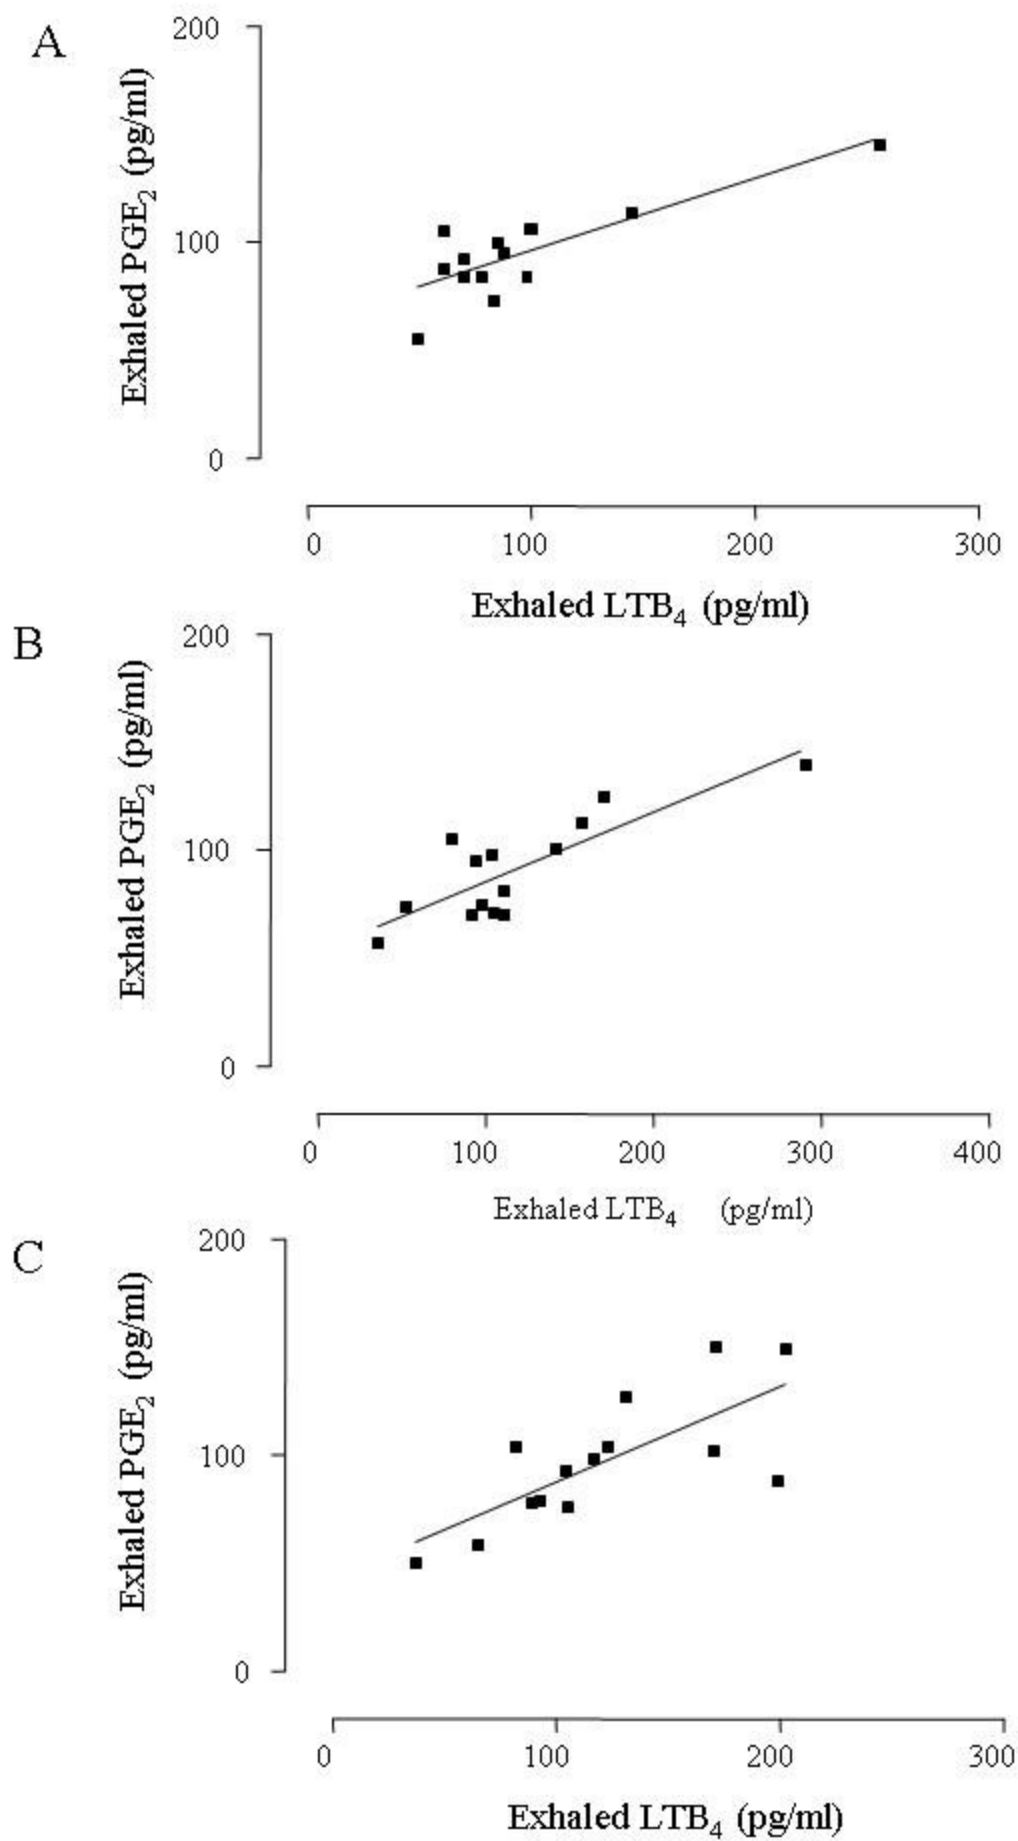 A
Exhaled PGE2 (pg/ml)
200
100
0
0 100 200 300
Exhaled LTB4 (pg/ml)
B
Exhaled PGE2 (pg/ml)
200
100
0
0 100 200 300 400
Exhaled LTB4 (pg/ml)
C
Exhaled PGE2 (pg/ml)
200
100
0
0 100 200 300
Exhaled LTB4 (pg/ml)